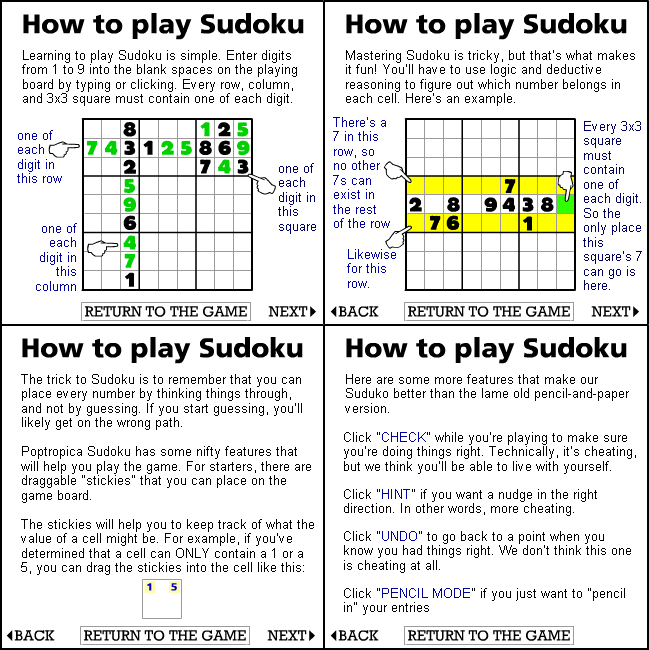 How to play Sudoku
Learning to play Sudoku is simple. Enter digits
from 1 to 9 into the blank spaces on the playing
board by typing or clicking. Every row, column,
and 3x3 square must contain one of each digit.
one of
each
digit in
this row
8 1 2 5
7 4 3 1 2 5 8 6 9
2 7 4 3
5
9
6
4
7
1
one of
each
digit in
this
square
one of
each
digit in
this
column
RETURN TO THE GAME
NEXT
How to play Sudoku
Mastering Sudoku is tricky, but that's what makes
it fun! You'll have to use logic and deductive
reasoning to figure out which number belongs in
each cell. Here's an example.
There's a
7 in this
row, so
no other
7s can
exist in
the rest
of the row
Likewise
for this
row.
7
2 8 9 4 3 8
7 6 1
Every 3x3
square
must
contain
one of
each digit.
So the
only place
this
square's 7
can go is
here.
BACK
RETURN TO THE GAME
NEXT
How to play Sudoku
The trick to Sudoku is to remember that you can
place every number by thinking things through,
and not by guessing. If you start guessing, you'll
likely get on the wrong path.
Poptropica Sudoku has some nifty features that
will help you play the game. For starters, there are
draggable "stickies" that you can place on the
game board.
The stickies will help you to keep track of what the
value of a cell might be. For example, if you've
determined that a cell can ONLY contain a 1 or a
5, you can drag the stickies into the cell like this:
1 5
BACK
RETURN TO THE GAME
NEXT
How to play Sudoku
Here are some more features that make our
Suduko better than the lame old pencil-and-paper
version.
Click "CHECK" while you're playing to make sure
you're doing things right. Technically, it's cheating,
but we think you'll be able to live with yourself.
Click "HINT" if you want a nudge in the right
direction. In other words, more cheating.
Click "UNDO" to go back to a point when you
know you had things right. We don't think this one
is cheating at all.
Click "PENCIL MODE" if you just want to "pencil
in" your entries
BACK
RETURN TO THE GAME